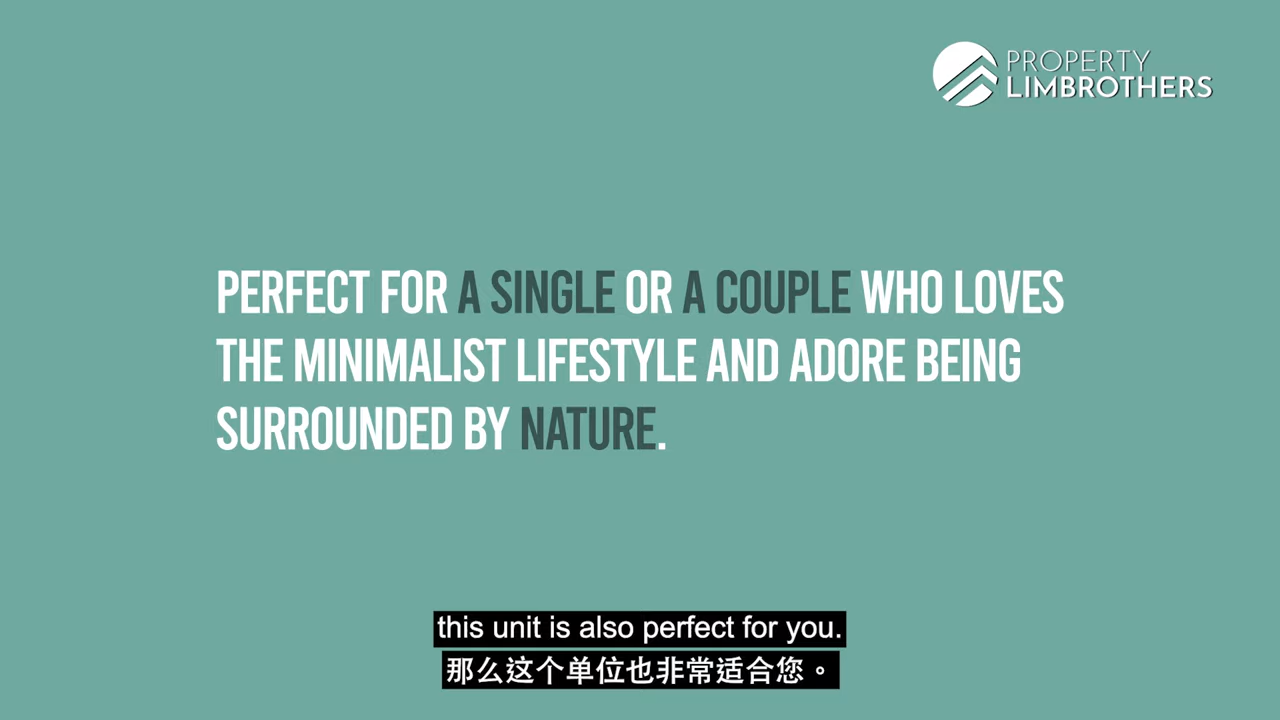 PROPERTY
LIMBROTHERS
PERFECT FOR A SINGLE OR A COUPLE WHO LOVES
THE MINIMALIST LIFESTYLE AND ADORE BEING
SURROUNDED BY NATURE.
this unit is also perfect for you.
那么这个单位也非常适合您。